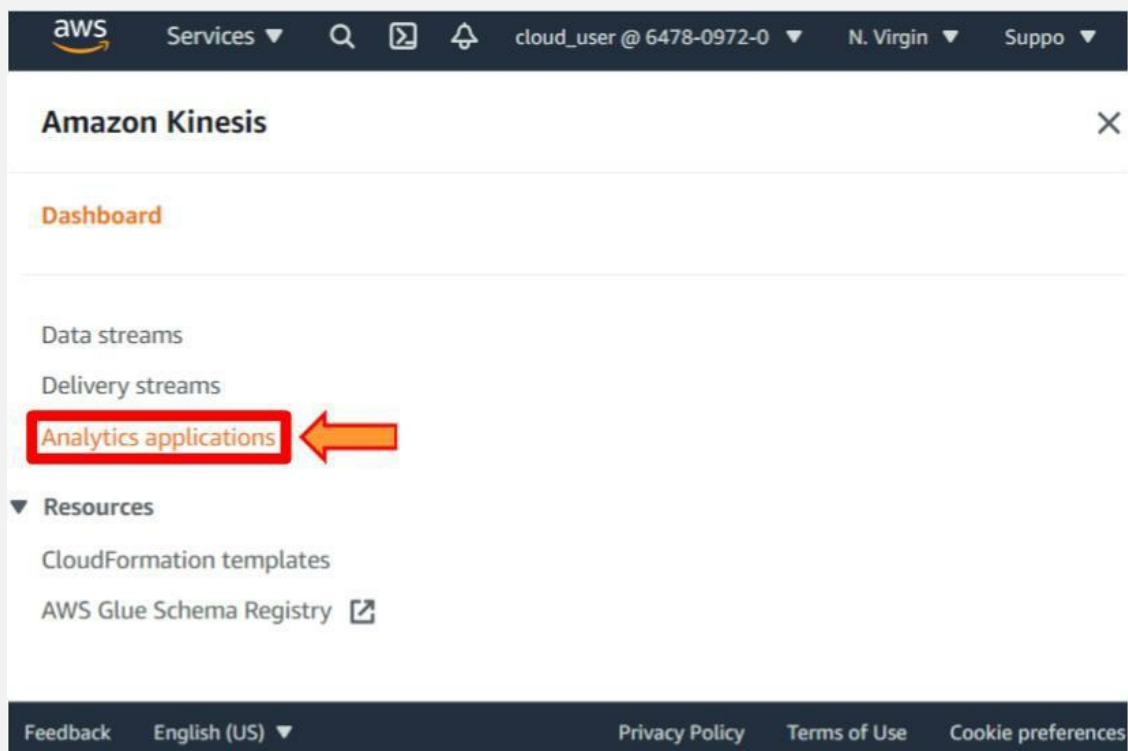 aws Services cloud_user @ 6478-0972-0 N. Virgin Suppo
Amazon Kinesis
Dashboard
Data streams
Delivery streams
Analytics applications
Resources
CloudFormation templates
AWS Glue Schema Registry
Feedback English (US) Privacy Policy Terms of Use Cookie preferences